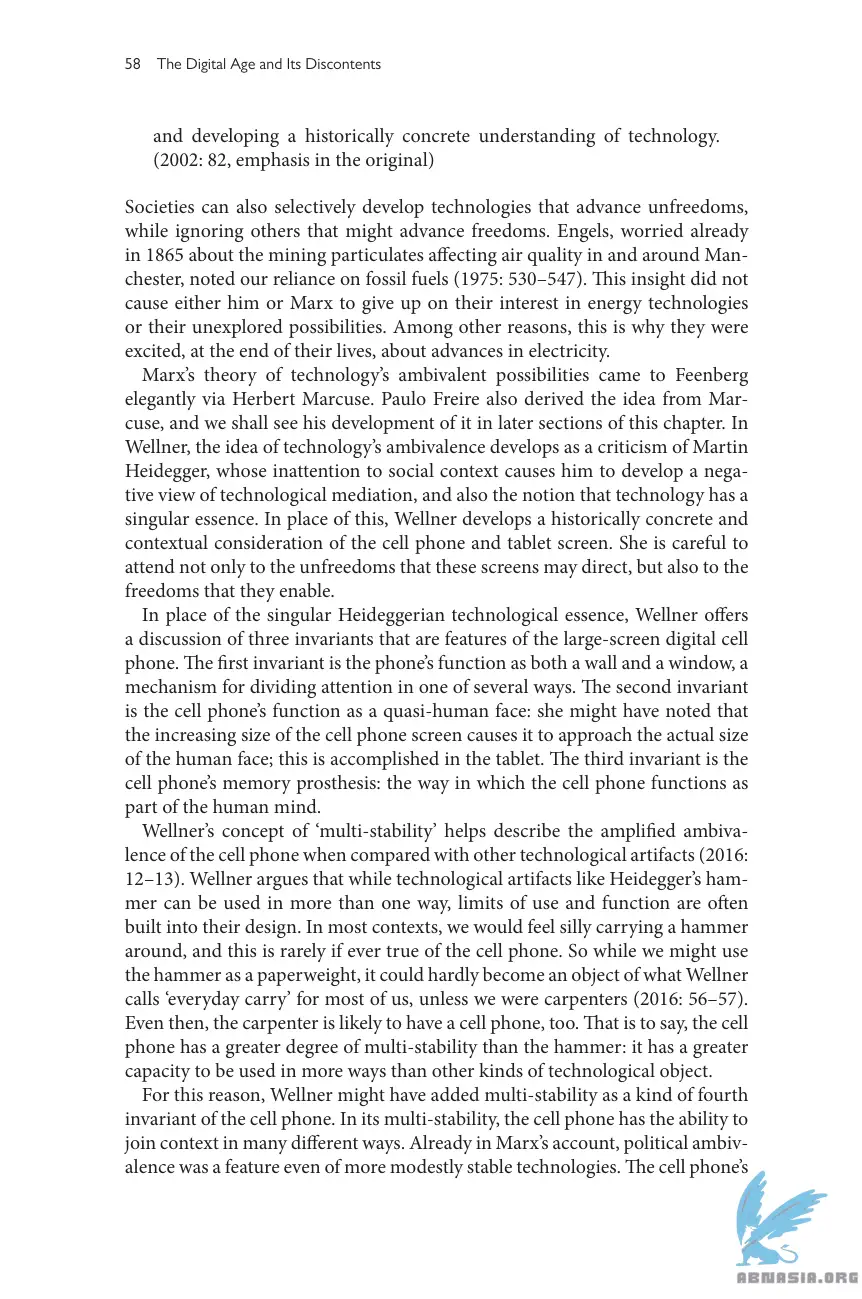 58 The Digital Age and Its Discontents
and developing a historically concrete understanding of technology.
(2002: 82, emphasis in the original)
Societies can also selectively develop technologies that advance unfreedoms,
while ignoring others that might advance freedoms. Engels, worried already
in 1865 about the mining particulates affecting air quality in and around Man-
chester, noted our reliance on fossil fuels (1975: 530–547). This insight did not
cause either him or Marx to give up on their interest in energy technologies
or their unexplored possibilities. Among other reasons, this is why they were
excited, at the end of their lives, about advances in electricity.
Marx’s theory of technology’s ambivalent possibilities came to Feenberg
elegantly via Herbert Marcuse. Paulo Freire also derived the idea from Mar-
cuse, and we shall see his development of it in later sections of this chapter. In
Wellner, the idea of technology’s ambivalence develops as a criticism of Martin
Heidegger, whose inattention to social context causes him to develop a nega-
tive view of technological mediation, and also the notion that technology has a
singular essence. In place of this, Wellner develops a historically concrete and
contextual consideration of the cell phone and tablet screen. She is careful to
attend not only to the unfreedoms that these screens may direct, but also to the
freedoms that they enable.
In place of the singular Heideggerian technological essence, Wellner offers
a discussion of three invariants that are features of the large-screen digital cell
phone. The first invariant is the phone’s function as both a wall and a window, a
mechanism for dividing attention in one of several ways. The second invariant
is the cell phone’s function as a quasi-human face: she might have noted that
the increasing size of the cell phone screen causes it to approach the actual size
of the human face; this is accomplished in the tablet. The third invariant is the
cell phone’s memory prosthesis: the way in which the cell phone functions as
part of the human mind.
Wellner’s concept of ‘multi-stability’ helps describe the amplified ambiva-
lence of the cell phone when compared with other technological artifacts (2016:
12–13). Wellner argues that while technological artifacts like Heidegger’s ham-
mer can be used in more than one way, limits of use and function are often
built into their design. In most contexts, we would feel silly carrying a hammer
around, and this is rarely if ever true of the cell phone. So while we might use
the hammer as a paperweight, it could hardly become an object of what Wellner
calls ‘everyday carry’ for most of us, unless we were carpenters (2016: 56–57).
Even then, the carpenter is likely to have a cell phone, too. That is to say, the cell
phone has a greater degree of multi-stability than the hammer: it has a greater
capacity to be used in more ways than other kinds of technological object.
For this reason, Wellner might have added multi-stability as a kind of fourth
invariant of the cell phone. In its multi-stability, the cell phone has the ability to
join context in many different ways. Already in Marx’s account, political ambiv-
alence was a feature even of more modestly stable technologies. The cell phone’s
ABNASIA.ORG